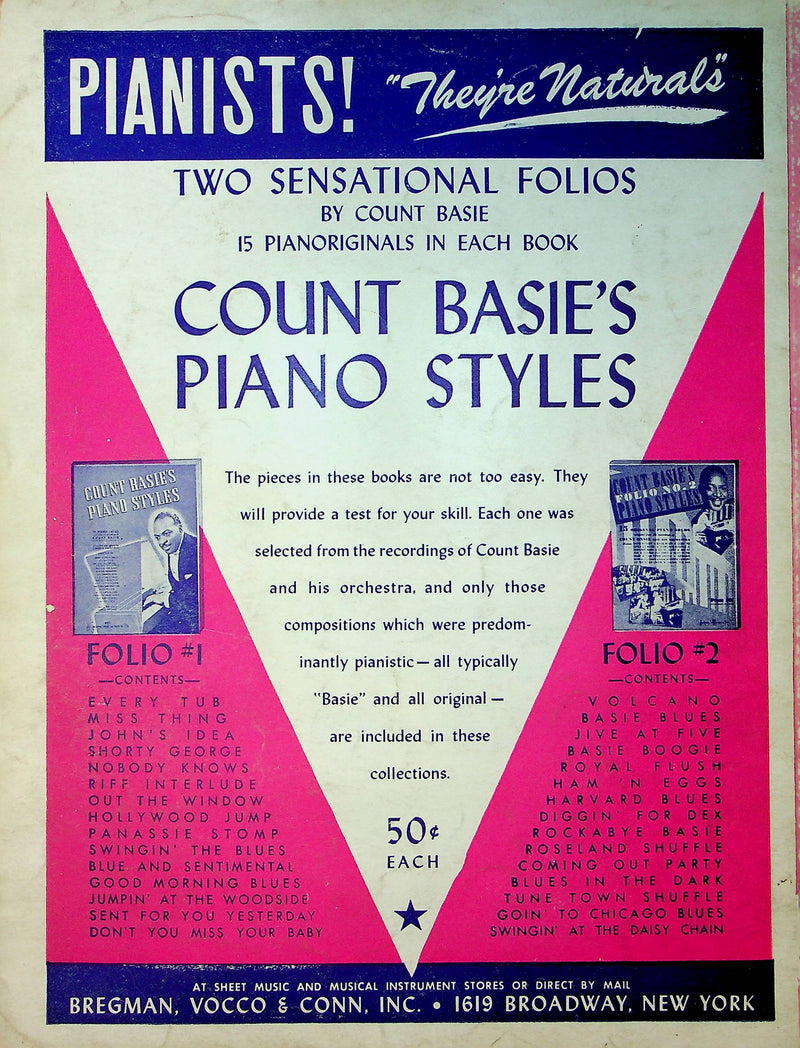 PIANISTS! "They're Naturals"
TWO SENSATIONAL FOLIOS
BY COUNT BASIE
15 PIANORIGINALS IN EACH BOOK
COUNT BASIE'S
PIANO STYLES
The pieces in these books are not too easy. They
will provide a test for your skill. Each one was
selected from the recordings of Count Basie
and his orchestra, and only those
compositions which were predom-
inantly pianistic — all typically
"Basie" and all original —
are included in these
collections.
50¢
EACH
COUNT BASIE'S
PIANO STYLES
FOLIO #1
—CONTENTS—
EVERY TUB
MISS THING
JOHN'S IDEA
SHORTY GEORGE
NOBODY KNOWS
RIFF INTERLUDE
OUT THE WINDOW
HOLLYWOOD JUMP
PANASSIE STOMP
SWINGIN' THE BLUES
BLUE AND SENTIMENTAL
GOOD MORNING BLUES
JUMPIN' AT THE WOODSIDE
SENT FOR YOU YESTERDAY
DON'T YOU MISS YOUR BABY
COUNT BASIE'S
FOLIO NO. 2
PIANO STYLES
FOLIO #2
—CONTENTS—
VOLCANO
BASIE BLUES
JIVE AT FIVE
BASIE BOOGIE
ROYAL FLUSH
HAM 'N EGGS
HARVARD BLUES
DIGGIN' FOR DEX
ROCKABYE BASIE
ROSELAND SHUFFLE
COMING OUT PARTY
BLUES IN THE DARK
TUNE TOWN SHUFFLE
GOIN' TO CHICAGO BLUES
SWINGIN' AT THE DAISY CHAIN
AT SHEET MUSIC AND MUSICAL INSTRUMENT STORES OR DIRECT BY MAIL
BREGMAN, VOCCO & CONN, INC. • 1619 BROADWAY, NEW YORK